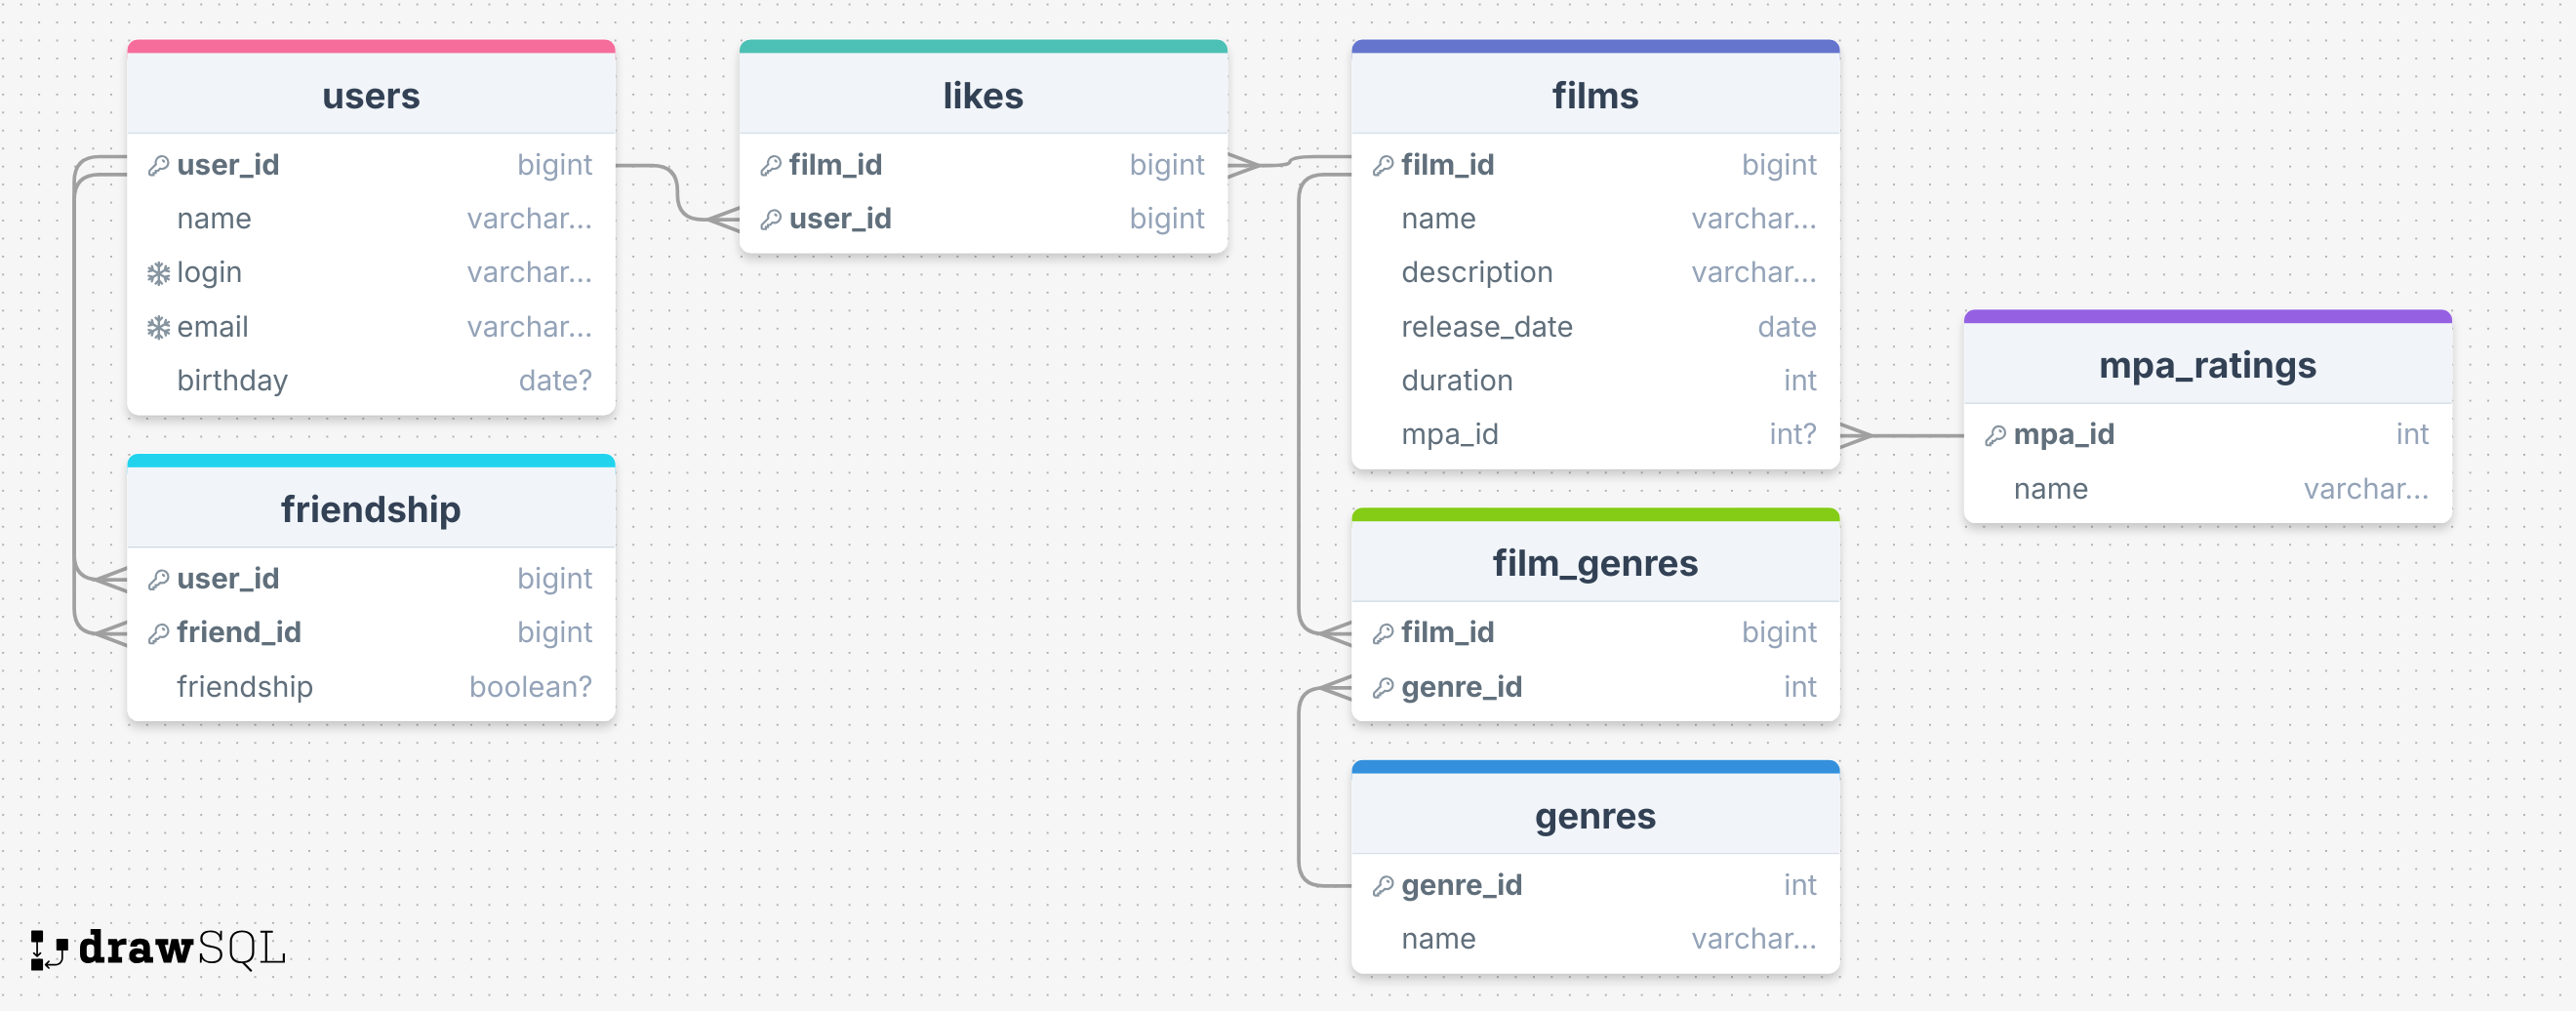 users
user_id bigint
name varchar...
login varchar...
email varchar...
birthday date?
friendship
user_id bigint
friend_id bigint
friendship boolean?
likes
film_id bigint
user_id bigint
films
film_id bigint
name varchar...
description varchar...
release_date date
duration int
mpa_id int?
film_genres
film_id bigint
genre_id int
genres
genre_id int
name varchar...
mpa_ratings
mpa_id int
name varchar...
drawSQL